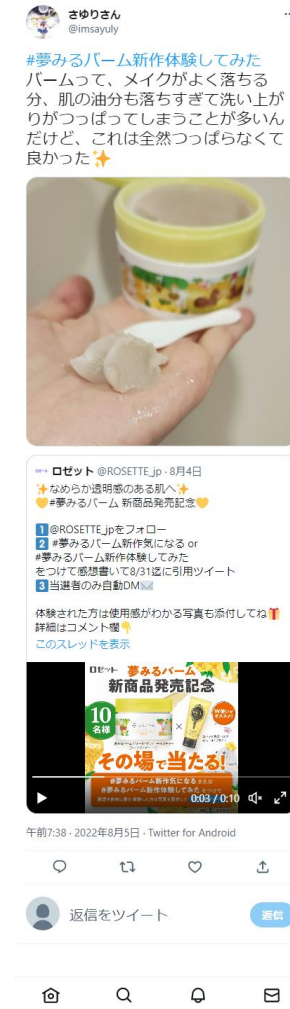 さゆりさん
@imsayuly
#夢みるバーム新作体験してみた
バームって、メイクがよく落ちる
分、肌の油分も落ちすぎて洗い上が
りがつっぱってしまうことが多いん
だけど、これは全然つっぱらなくて
良かった✨
ロゼット @ROSETTE_jp · 8月4日
✨なめらか透明感のある肌へ✨
💛#夢みるバーム 新商品発売記念💛
1️⃣@ROSETTE_jpをフォロー
2️⃣ #夢みるバーム新作気になる or
#夢みるバーム新作体験してみた
をつけて感想書いて8/31迄に引用ツイート
3️⃣当選者のみ自動DM✉️
体験された方は使用感がわかる写真も添付してね🎁
詳細はコメント欄👇
このスレッドを表示
ロゼット 夢みるバーム
新商品発売記念
10
名様
その場で当たる!
#夢みるバーム新作気になる または
#夢みるバーム新作体験してみた をつけて
0:03 / 0:10
午前7:38 · 2022年8月5日 · Twitter for Android
返信をツイート
返信